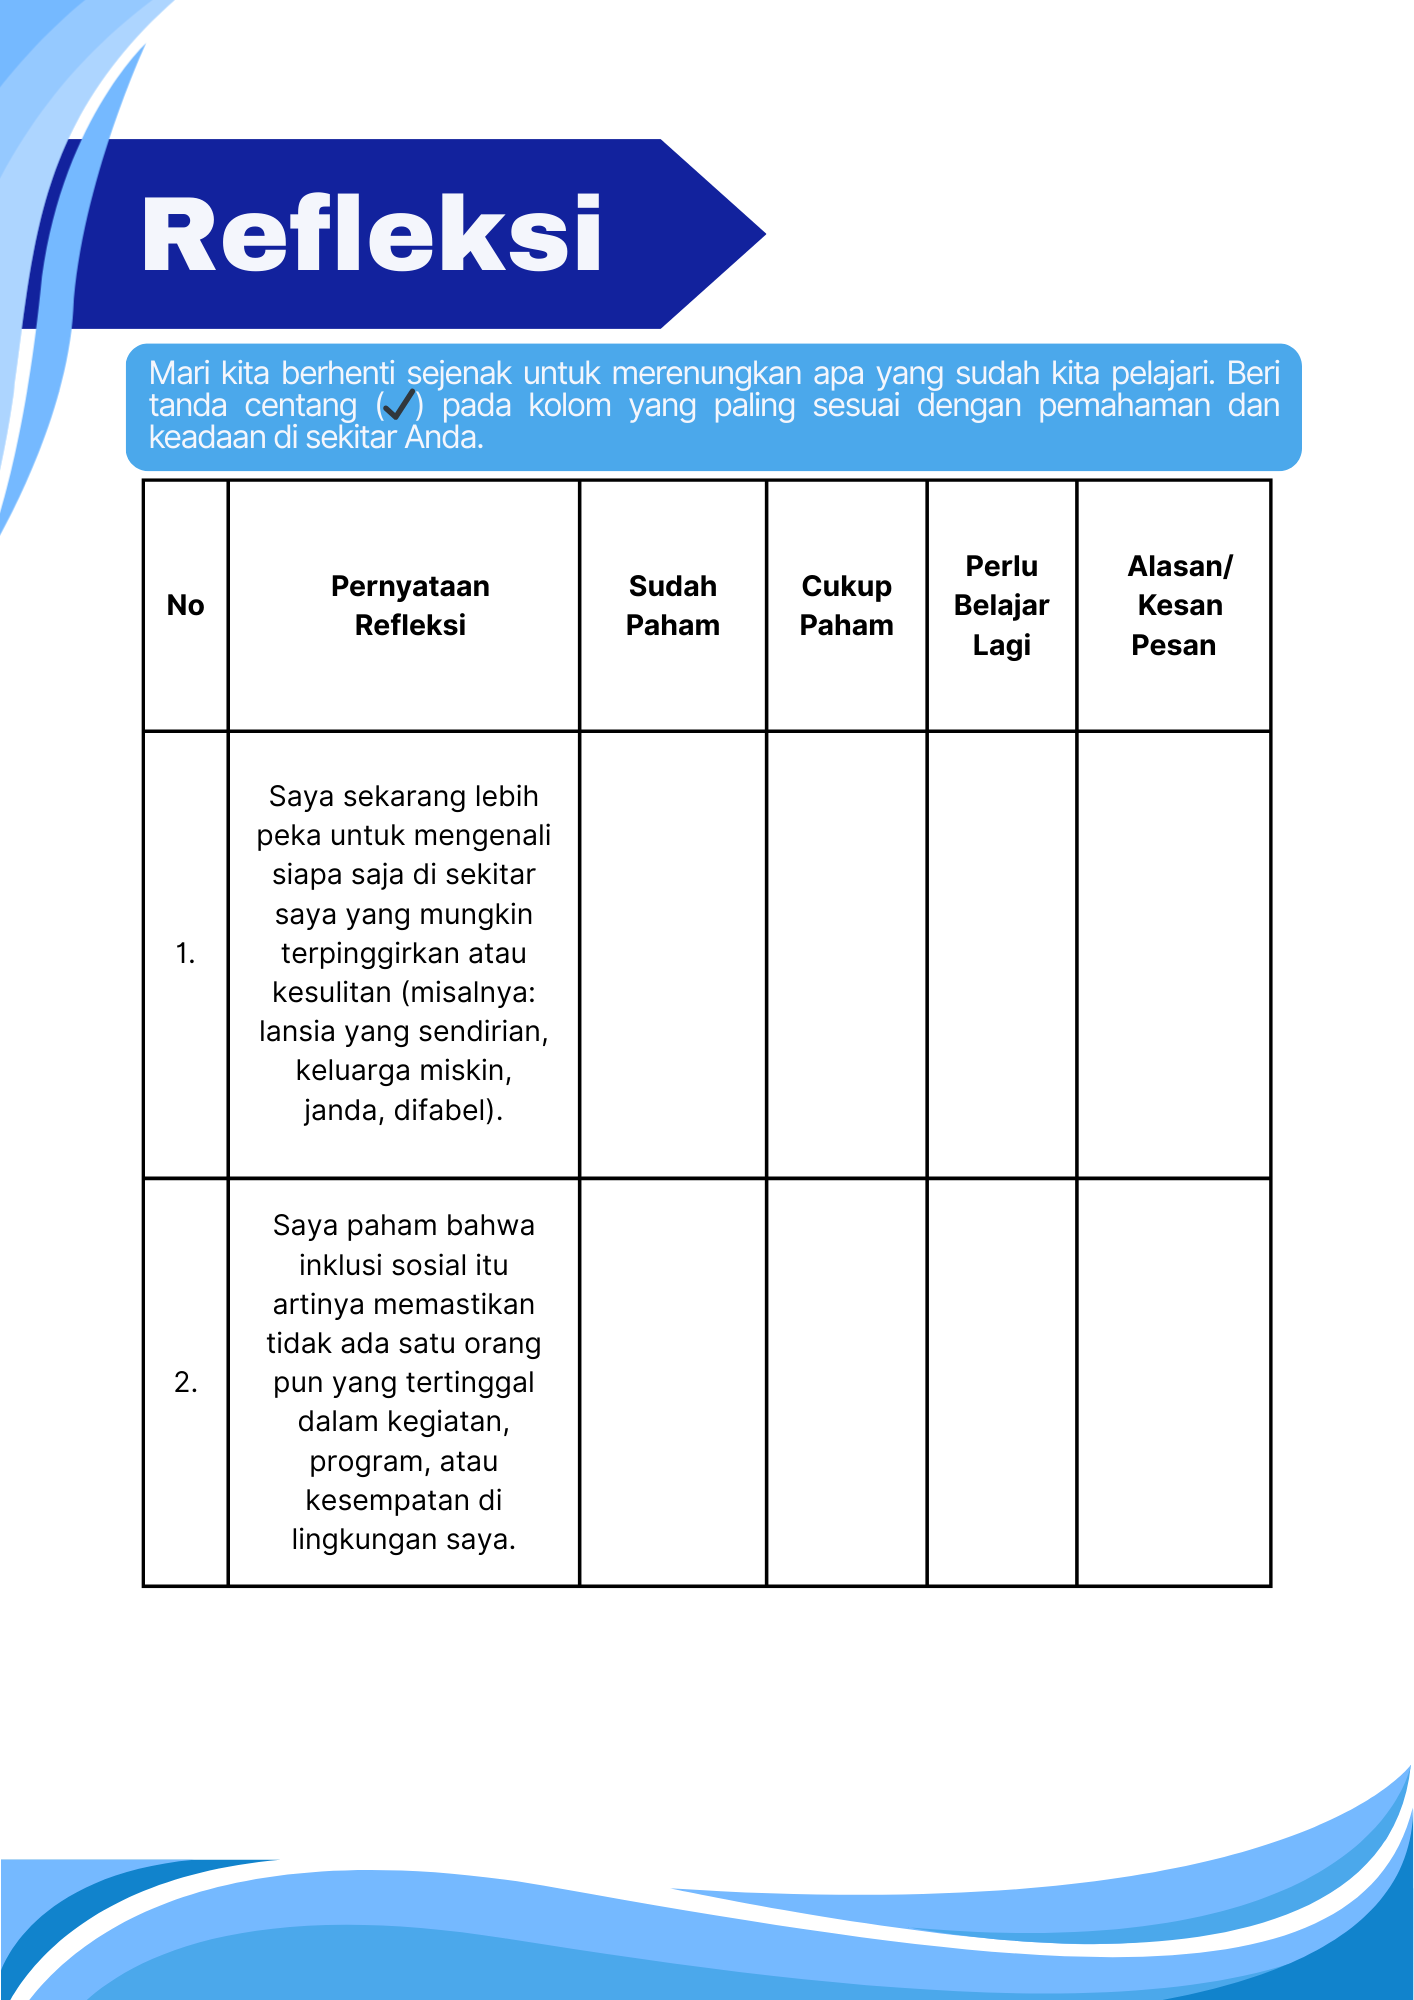 Refleksi
Mari kita berhenti sejenak untuk merenungkan apa yang sudah kita pelajari. Beri
tanda centang (✓) pada kolom yang paling sesuai dengan pemahaman dan
keadaan di sekitar Anda.
No
Pernyataan
Refleksi
Sudah
Paham
Cukup
Paham
Perlu
Belajar
Lagi
Alasan/
Kesan
Pesan
1.
Saya sekarang lebih
peka untuk mengenali
siapa saja di sekitar
saya yang mungkin
terpinggirkan atau
kesulitan (misalnya:
lansia yang sendirian,
keluarga miskin,
janda, difabel).
2.
Saya paham bahwa
inklusi sosial itu
artinya memastikan
tidak ada satu orang
pun yang tertinggal
dalam kegiatan,
program, atau
kesempatan di
lingkungan saya.